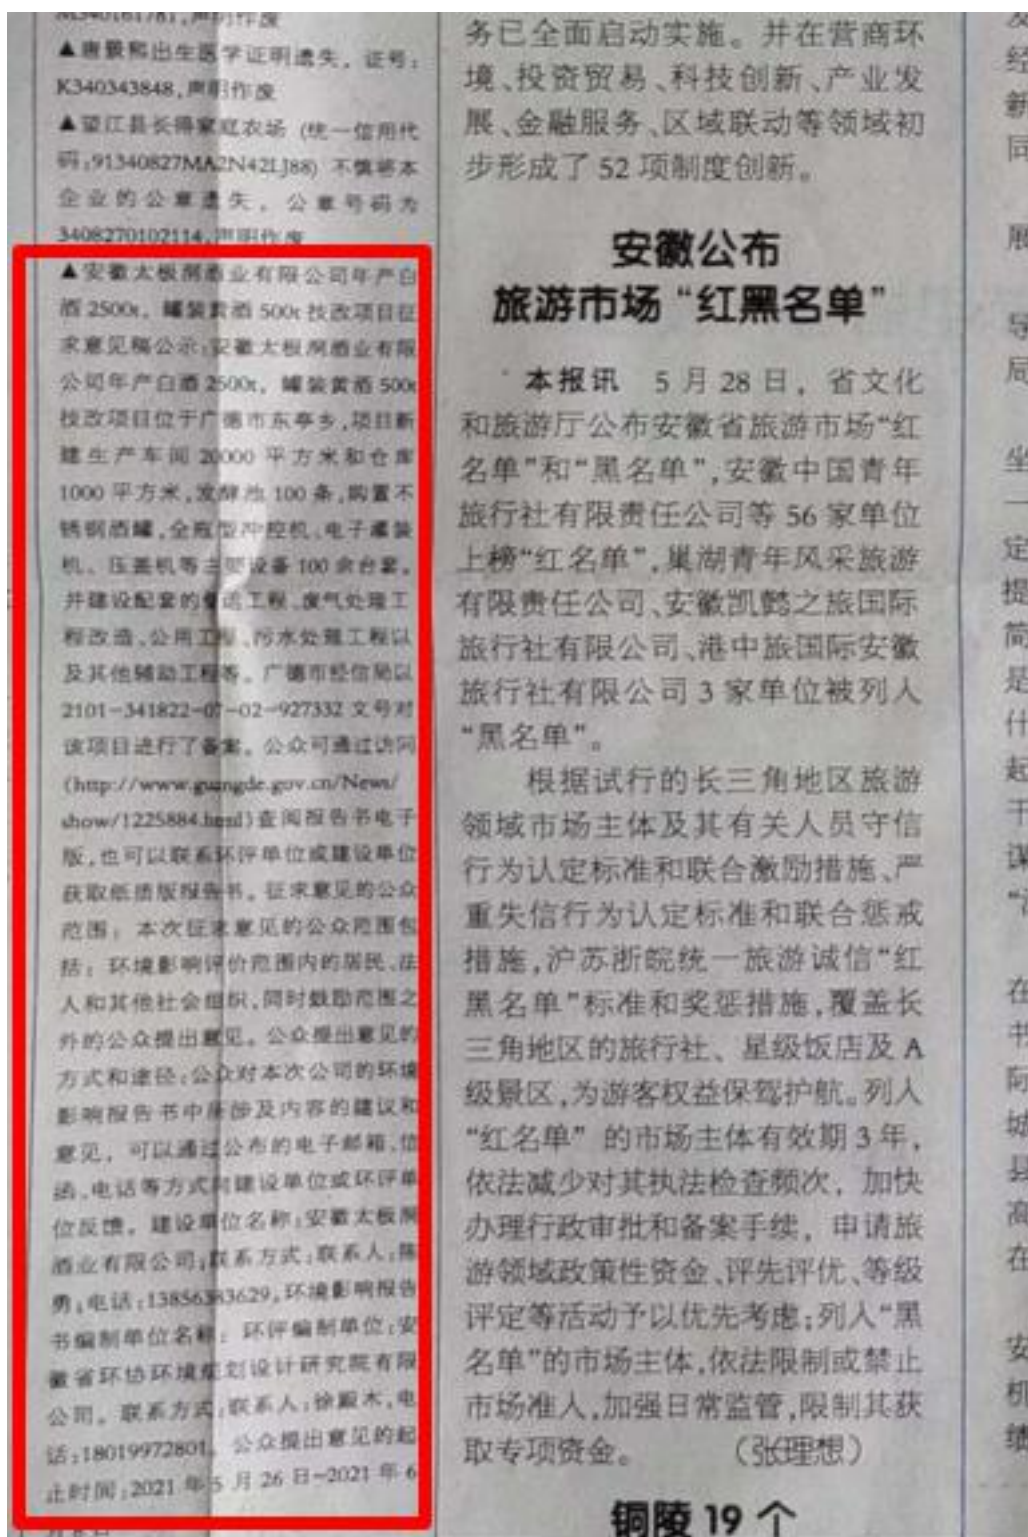 ▲唐景熙出生医学证明遗失,证号:
K340343848,声明作废
▲望江县长得家庭农场(统一信用代
码:91340827MA2N42LJ88)不慎将本
企业的公章遗失,公章号码为
3408270102114,声明作废
▲安徽太极洞酒业有限公司年产白
酒2500t,罐装黄酒500t技改项目征
求意见稿公示:安徽太极洞酒业有限
公司年产白酒2500t,罐装黄酒500t
技改项目位于广德市东亭乡,项目新
建生产车间20000平方米和仓库
1000平方米,发酵池100条,购置不
锈钢酒罐,全瓶型冲控机、电子灌装
机、压盖机等主要设备100余台套。
并建设配套的储运工程、废气处理工
程改造、公用工程、污水处理工程以
及其他辅助工程等。广德市经信局以
2101-341822-07-02-927332文号对
该项目进行了备案。公众可通过访问
(http://www.guangde.gov.cn/News/
show/1225884.html)查阅报告书电子
版,也可以联系环评单位或建设单位
获取纸质版报告书。征求意见的公众
范围:本次征求意见的公众范围包
括:环境影响评价范围内的居民、法
人和其他社会组织,同时鼓励范围之
外的公众提出意见。公众提出意见的
方式和途径:公众对本次公司的环境
影响报告书中所涉及内容的建议和
意见,可以通过公布的电子邮箱、信
函、电话等方式向建设单位或环评单
位反馈。建设单位名称:安徽太极洞
酒业有限公司;联系方式:联系人:陈
勇;电话:13856383629,环境影响报告
书编制单位名称:环评编制单位:安
徽省环协环境规划设计研究院有限
公司。联系方式:联系人:徐殿木,电
话:18019972801。公众提出意见的起
止时间:2021年5月26日-2021年6
务已全面启动实施。并在营商环
境、投资贸易、科技创新、产业发
展、金融服务、区域联动等领域初
步形成了52项制度创新。
安徽公布
旅游市场“红黑名单”
本报讯 5月28日,省文化
和旅游厅公布安徽省旅游市场“红
名单”和“黑名单”,安徽中国青年
旅行社有限责任公司等56家单位
上榜“红名单”,巢湖青年风采旅游
有限责任公司、安徽凯懿之旅国际
旅行社有限公司、港中旅国际安徽
旅行社有限公司3家单位被列入
“黑名单”。
根据试行的长三角地区旅游
领域市场主体及其有关人员守信
行为认定标准和联合激励措施、严
重失信行为认定标准和联合惩戒
措施,沪苏浙皖统一旅游诚信“红
黑名单”标准和奖惩措施,覆盖长
三角地区的旅行社、星级饭店及A
级景区,为游客权益保驾护航。列入
“红名单”的市场主体有效期3年,
依法减少对其执法检查频次,加快
办理行政审批和备案手续,申请旅
游领域政策性资金、评先评优、等级
评定等活动予以优先考虑;列入“黑
名单”的市场主体,依法限制或禁止
市场准入,加强日常监管,限制其获
取专项资金。 (张理想)
铜陵19个